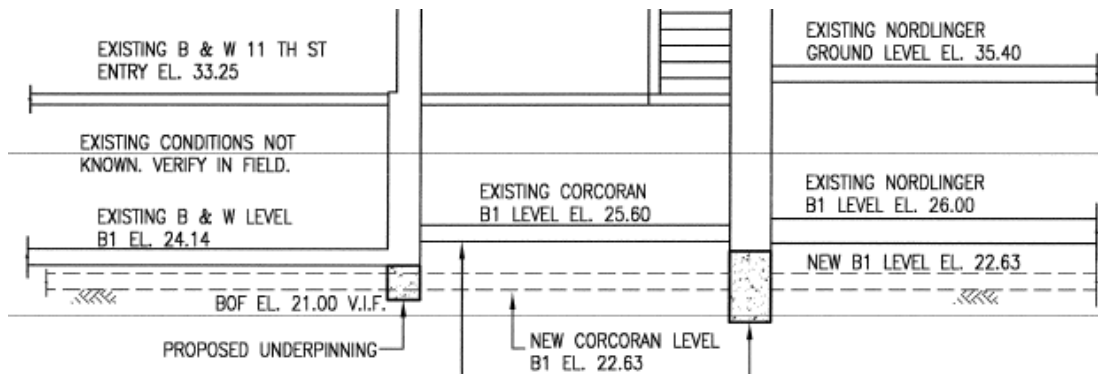 EXISTING B & W 11 TH ST
ENTRY EL. 33.25
EXISTING NORDLINGER
GROUND LEVEL EL. 35.40
EXISTING CONDITIONS NOT
KNOWN. VERIFY IN FIELD.
EXISTING CORCORAN
B1 LEVEL EL. 25.60
EXISTING NORDLINGER
B1 LEVEL EL. 26.00
EXISTING B & W LEVEL
B1 EL. 24.14
NEW B1 LEVEL EL. 22.63
BOF EL. 21.00 V.I.F.
PROPOSED UNDERPINNING
NEW CORCORAN LEVEL
B1 EL. 22.63